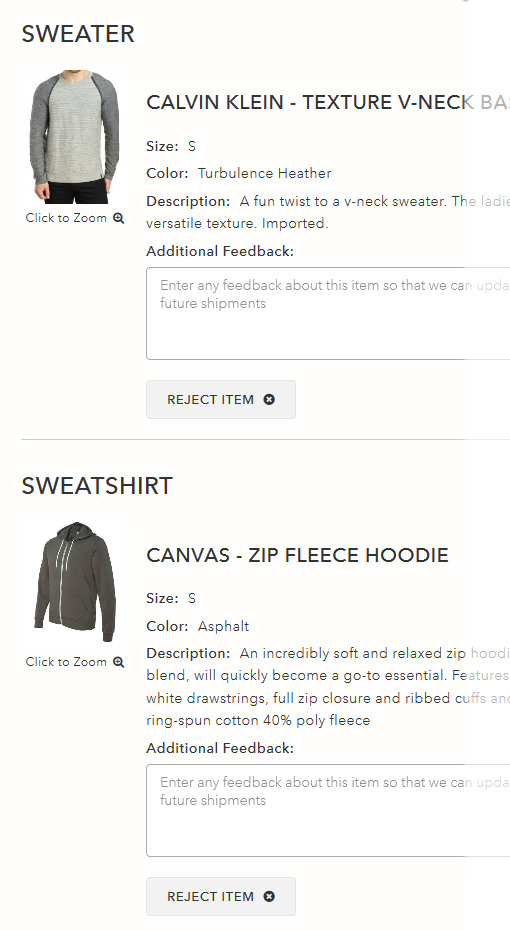 SWEATER
CALVIN KLEIN - TEXTURE V-NECK BA
Size: S
Color: Turbulence Heather
Click to Zoom
Description: A fun twist to a v-neck sweater. The ladie
versatile texture. Imported.
Additional Feedback:
Enter any feedback about this item so that we can upda
future shipments
REJECT ITEM
SWEATSHIRT
CANVAS - ZIP FLEECE HOODIE
Size: S
Color: Asphalt
Click to Zoom
Description: An incredibly soft and relaxed zip hoodi
blend, will quickly become a go-to essential. Features
white drawstrings, full zip closure and ribbed cuffs and
ring-spun cotton 40% poly fleece
Additional Feedback:
Enter any feedback about this item so that we can upda
future shipments
REJECT ITEM